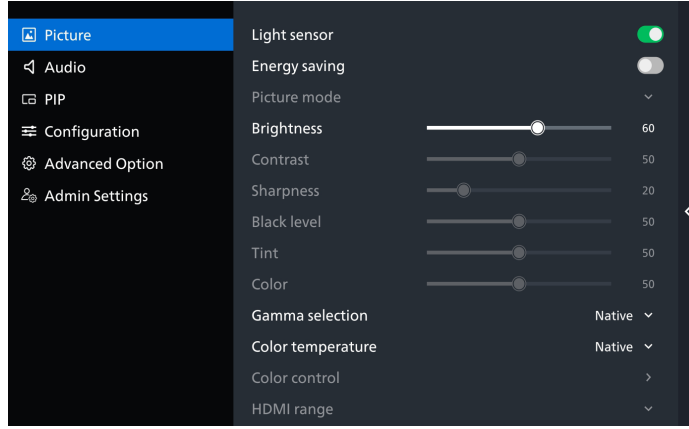 Picture
Audio
PIP
Configuration
Advanced Option
Admin Settings
Light sensor
Energy saving
Picture mode
Brightness 60
Contrast 50
Sharpness 20
Black level 50
Tint 50
Color 50
Gamma selection Native
Color temperature Native
Color control
HDMI range